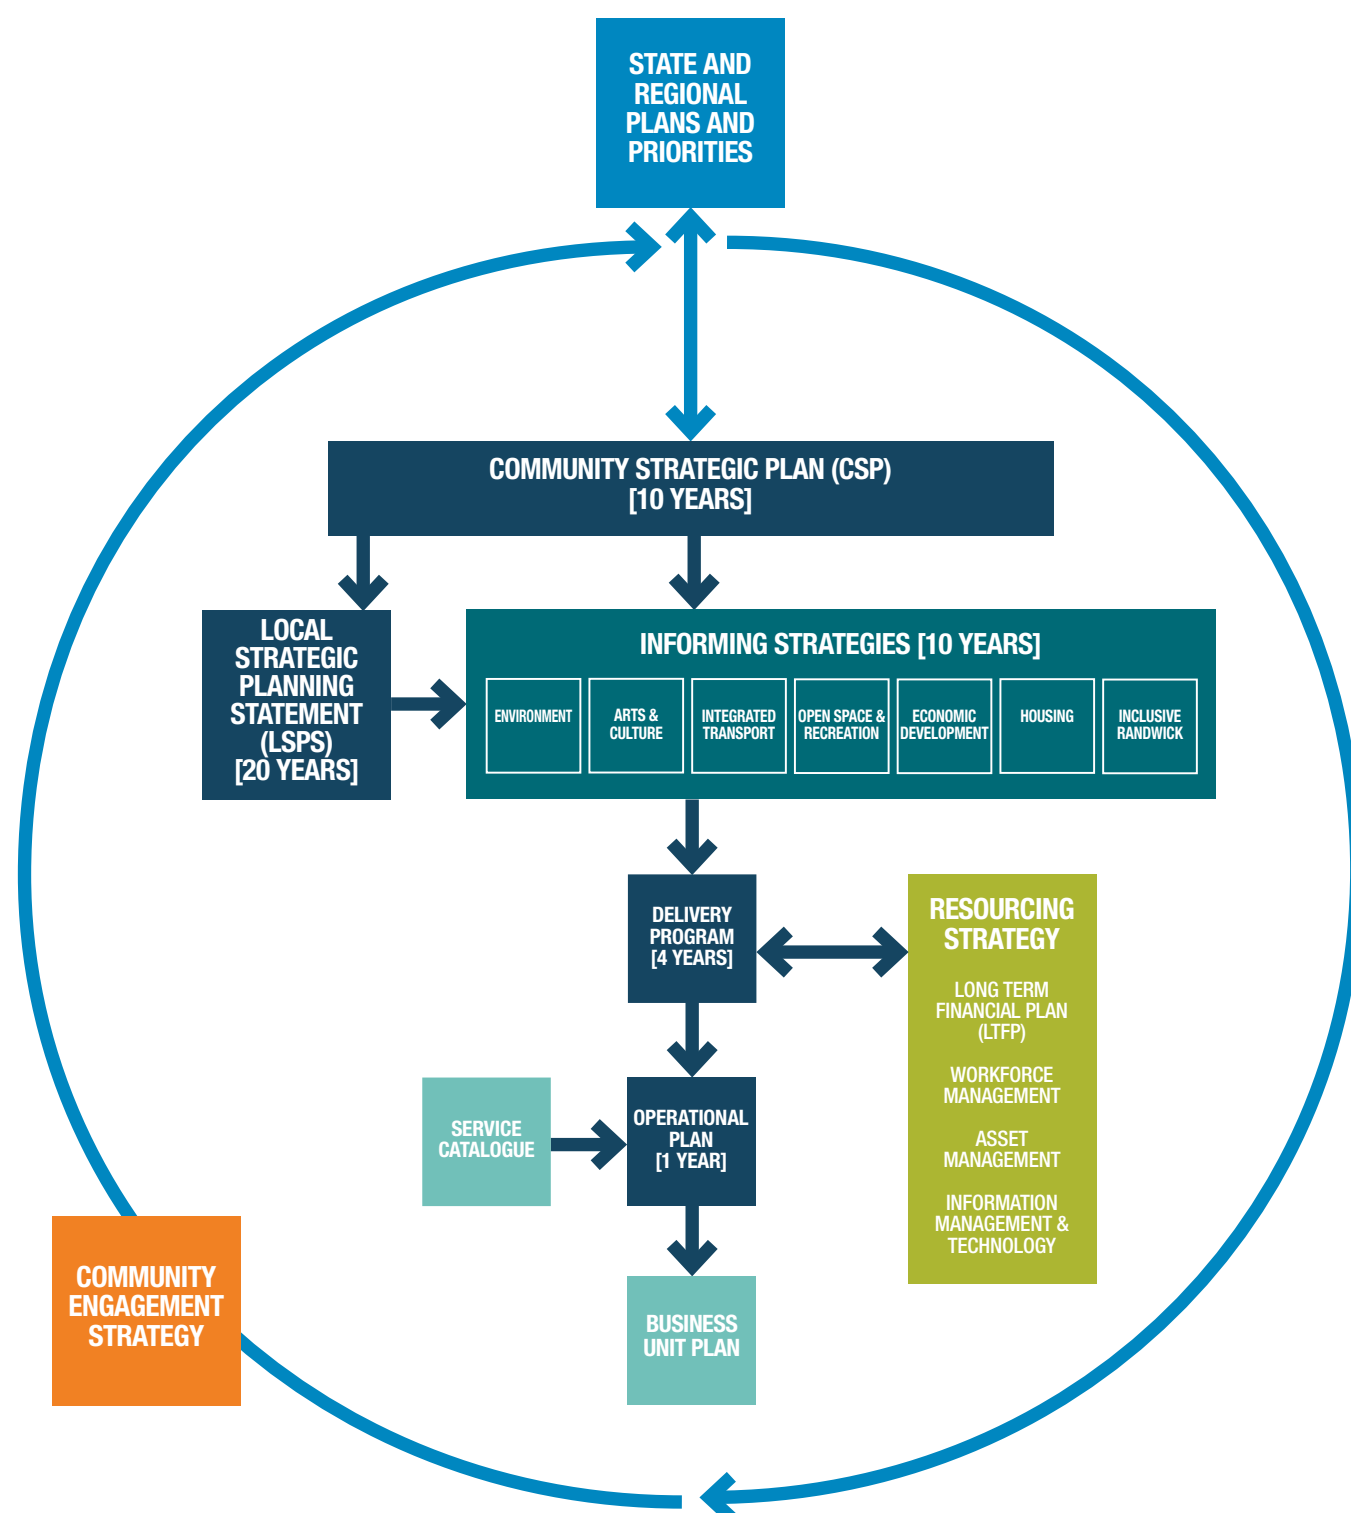 STATE AND
REGIONAL
PLANS AND
PRIORITIES
COMMUNITY STRATEGIC PLAN (CSP)
[10 YEARS]
LOCAL
STRATEGIC
PLANNING
STATEMENT
(LSPS)
[20 YEARS]
INFORMING STRATEGIES [10 YEARS]
ENVIRONMENT
ARTS &
CULTURE
INTEGRATED
TRANSPORT
OPEN SPACE &
RECREATION
ECONOMIC
DEVELOPMENT
HOUSING
INCLUSIVE
RANDWICK
DELIVERY
PROGRAM
[4 YEARS]
RESOURCING
STRATEGY
LONG TERM
FINANCIAL PLAN
(LTFP)
WORKFORCE
MANAGEMENT
ASSET
MANAGEMENT
INFORMATION
MANAGEMENT &
TECHNOLOGY
SERVICE
CATALOGUE
OPERATIONAL
PLAN
[1 YEAR]
COMMUNITY
ENGAGEMENT
STRATEGY
BUSINESS
UNIT PLAN